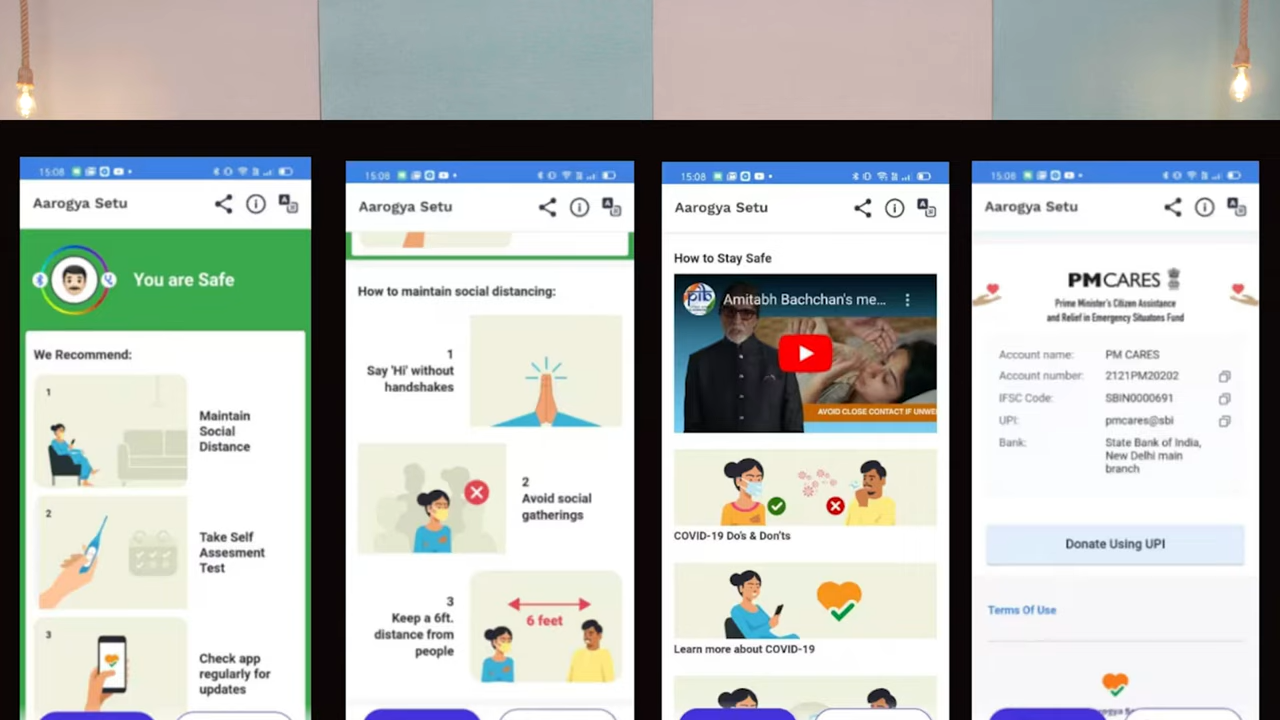 15:08
Aarogya Setu
You are Safe
We Recommend:
1
Maintain
Social
Distance
2
Take Self
Assesment
Test
3
Check app
regularly for
updates
15:08
Aarogya Setu
How to maintain social distancing:
1
Say 'Hi' without
handshakes
2
Avoid social
gatherings
3
Keep a 6ft.
distance from
people
6 feet
15:08
Aarogya Setu
How to Stay Safe
pib
Amitabh Bachchan's me...
AVOID CLOSE CONTACT IF UNWE
COVID-19 Do's & Don'ts
Learn more about COVID-19
15:08
Aarogya Setu
PM CARES
Prime Minister's Citizen Assistance
and Relief in Emergency Situatons Fund
Account name: PM CARES
Account number: 2121PM20202
IFSC Code: SBIN0000691
UPI: pmcares@sbi
Bank: State Bank of India,
New Delhi main
branch
Donate Using UPI
Terms Of Use